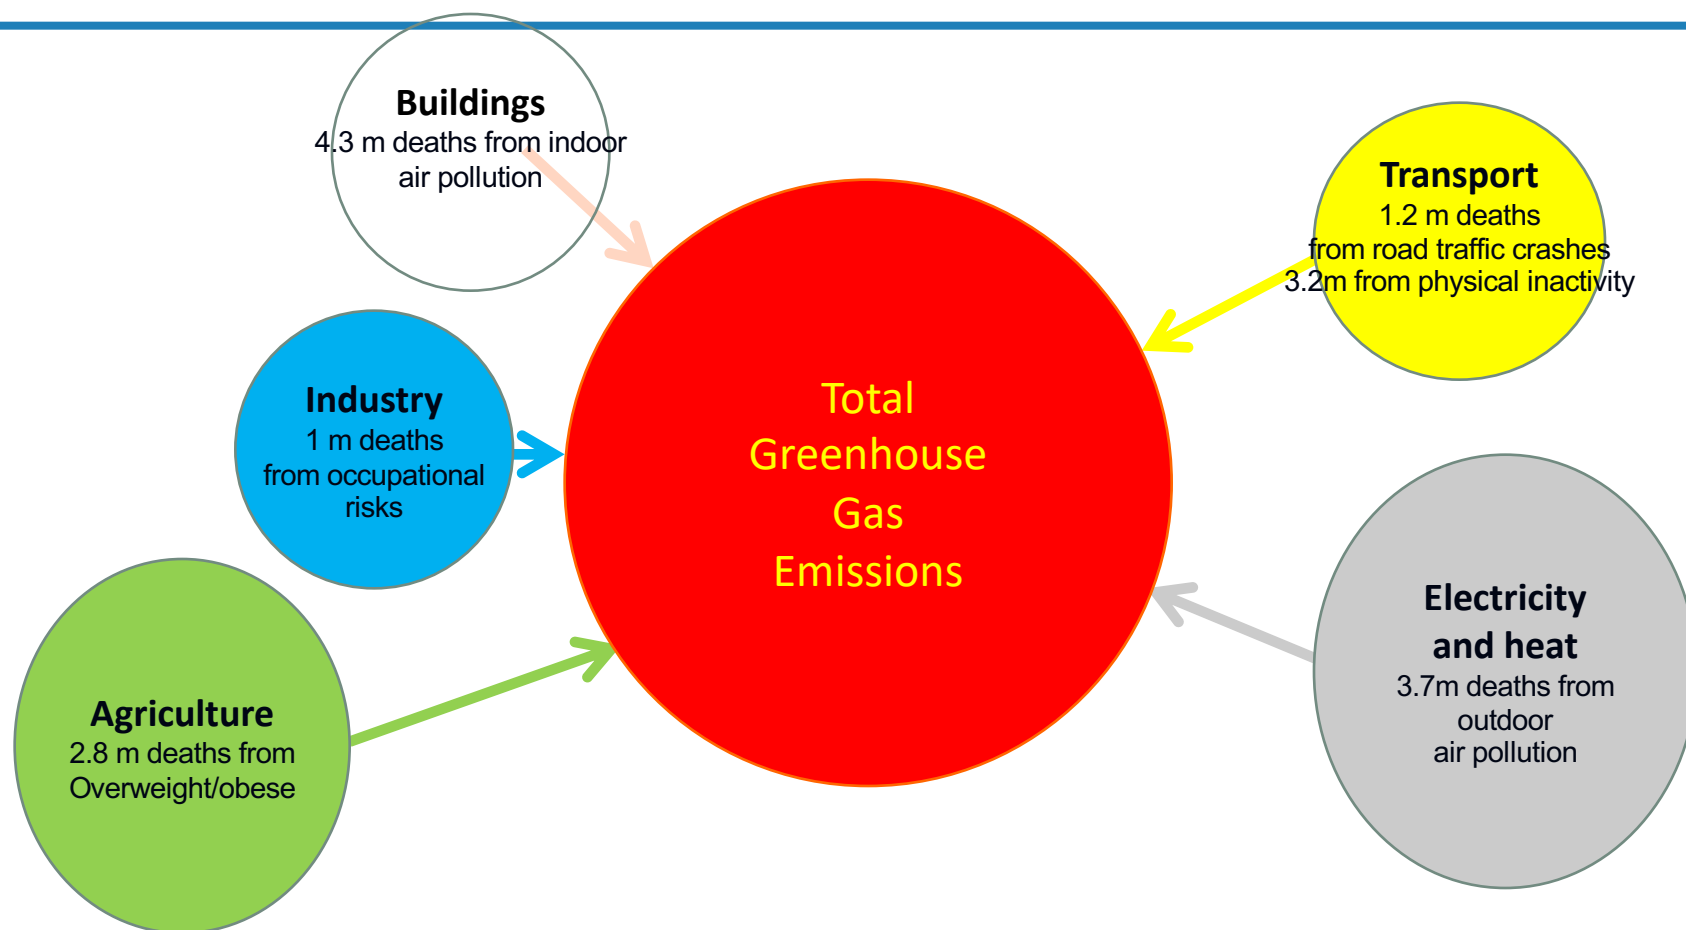 Buildings
4.3 m deaths from indoor
air pollution
Transport
1.2 m deaths
from road traffic crashes
3.2m from physical inactivity
Industry
1 m deaths
from occupational
risks
Total
Greenhouse
Gas
Emissions
Agriculture
2.8 m deaths from
Overweight/obese
Electricity
and heat
3.7m deaths from
outdoor
air pollution